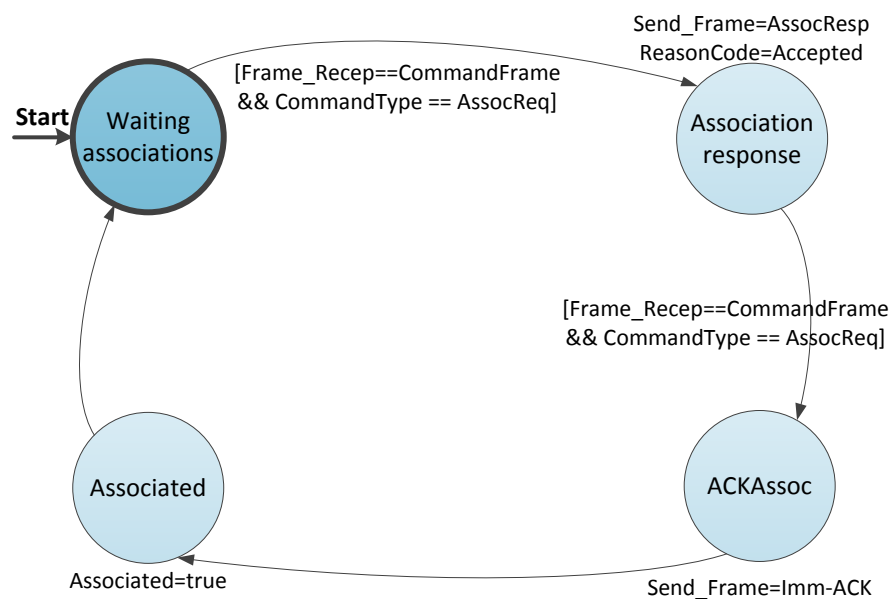 Send_Frame=AssocResp
ReasonCode=Accepted
[Frame_Recep==CommandFrame
&& CommandType == AssocReq]
Start
Waiting
associations
Association
response
[Frame_Recep==CommandFrame
&& CommandType == AssocReq]
Associated
ACKAssoc
Associated=true
Send_Frame=Imm-ACK